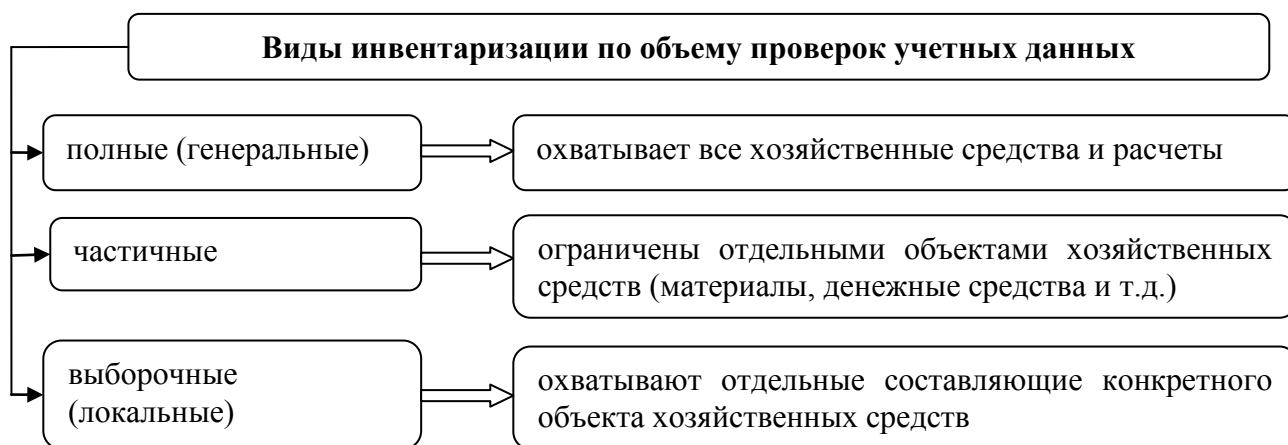 Виды инвентаризации по объему проверок учетных данных
полные (генеральные)
охватывает все хозяйственные средства и расчеты
частичные
ограничены отдельными объектами хозяйственных
средств (материалы, денежные средства и т.д.)
выборочные
(локальные)
охватывают отдельные составляющие конкретного
объекта хозяйственных средств